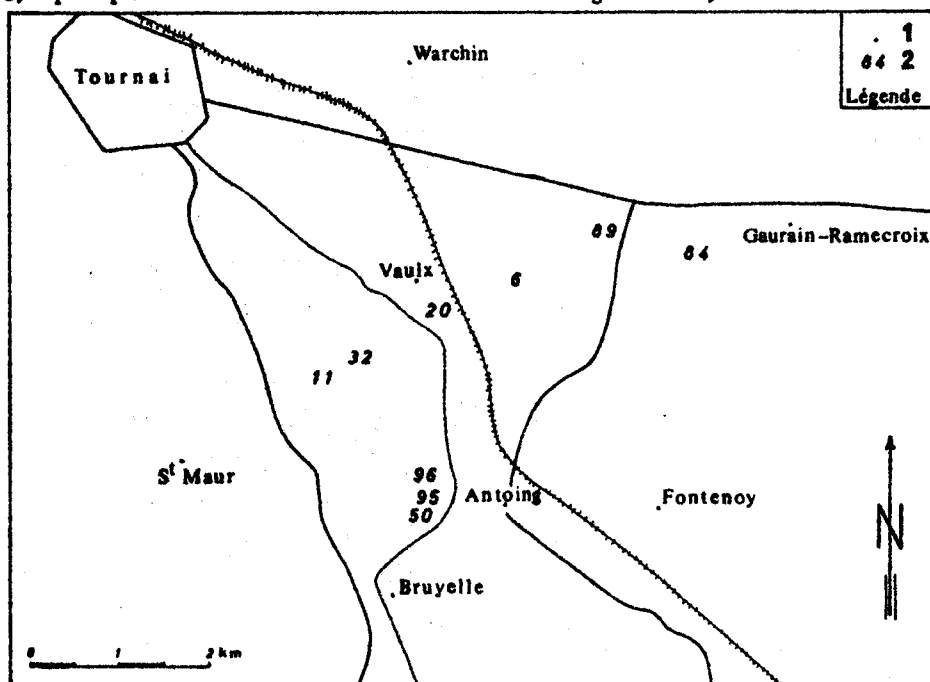 Warchin
. 1
Tournai
64 2
Légende
89
Gaurain-Ramecroix
84
Vaulx
6
20
32
11
St Maur
96
95
Antoing
Fontenoy
50
N
Bruyelle
0 1 2 km